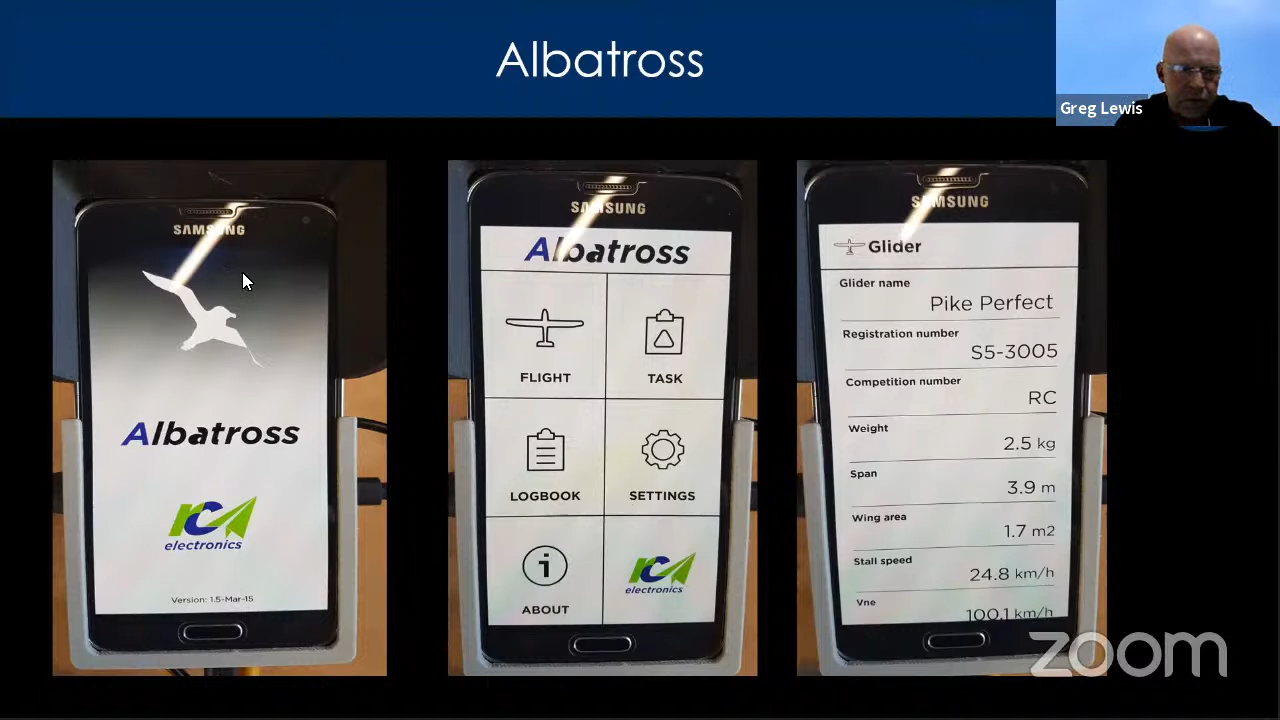 Albatross
Greg Lewis
SAMSUNG
Albatross
rc
electronics
Version: 1.5-Mar-15
SAMSUNG
Albatross
FLIGHT
TASK
LOGBOOK
SETTINGS
ABOUT
rc
electronics
SAMSUNG
Glider
Glider name
Pike Perfect
Registration number
S5-3005
Competition number
RC
Weight
2.5 kg
Span
3.9 m
Wing area
1.7 m2
Stall speed
24.8 km/h
Vne
100.1 km/h
zoom